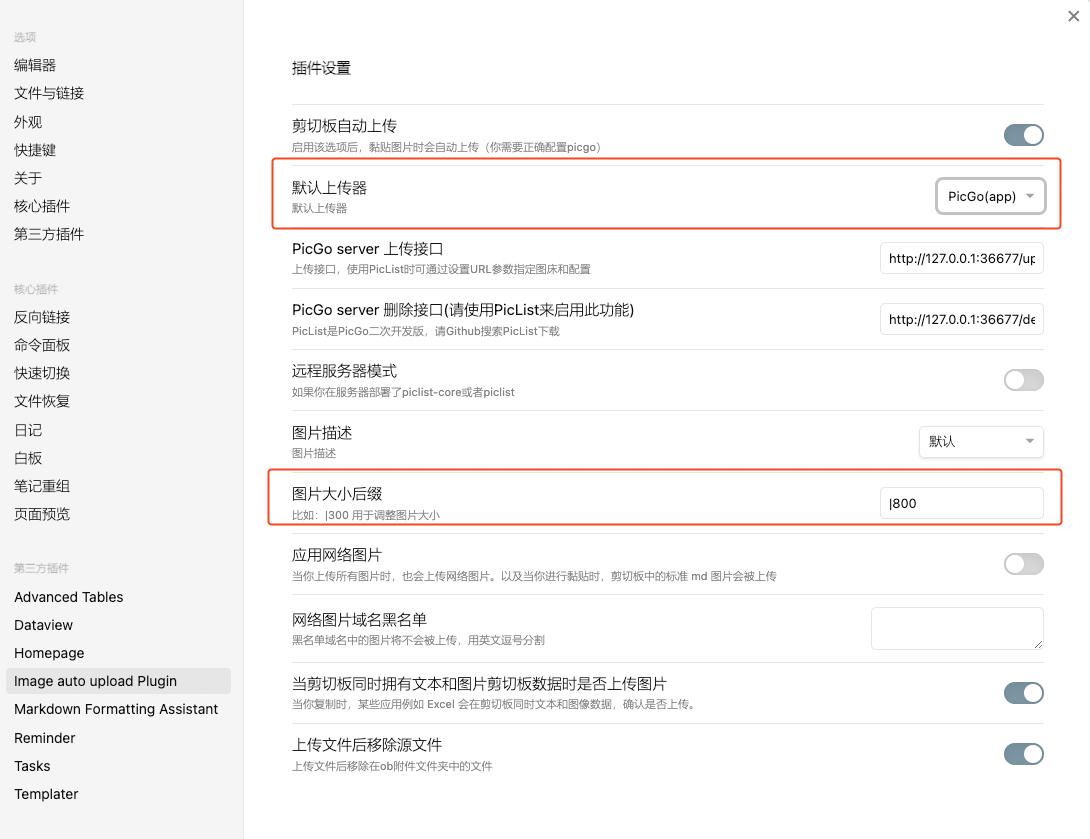 选项
编辑器
文件与链接
外观
快捷键
关于
核心插件
第三方插件
核心插件
反向链接
命令面板
快速切换
文件恢复
日记
白板
笔记重组
页面预览
第三方插件
Advanced Tables
Dataview
Homepage
Image auto upload Plugin
Markdown Formatting Assistant
Reminder
Tasks
Templater
插件设置
剪切板自动上传
启用该选项后，黏贴图片时会自动上传（你需要正确配置picgo）
默认上传器
默认上传器
PicGo(app)
PicGo server 上传接口
上传接口，使用PicList时可通过设置URL参数指定图床和配置
http://127.0.0.1:36677/up
PicGo server 删除接口(请使用PicList来启用此功能)
PicList是PicGo二次开发版，请Github搜索PicList下载
http://127.0.0.1:36677/de
远程服务器模式
如果你在服务器部署了piclist-core或者piclist
图片描述
图片描述
默认
图片大小后缀
比如：|300 用于调整图片大小
|800
应用网络图片
当你上传所有图片时，也会上传网络图片。以及当你进行黏贴时，剪切板中的标准 md 图片会被上传
网络图片域名黑名单
黑名单域名中的图片将不会被上传，用英文逗号分割
当剪切板同时拥有文本和图片剪切板数据时是否上传图片
当你复制时，某些应用例如 Excel 会在剪切板同时文本和图像数据，确认是否上传。
上传文件后移除源文件
上传文件后移除在ob附件文件夹中的文件